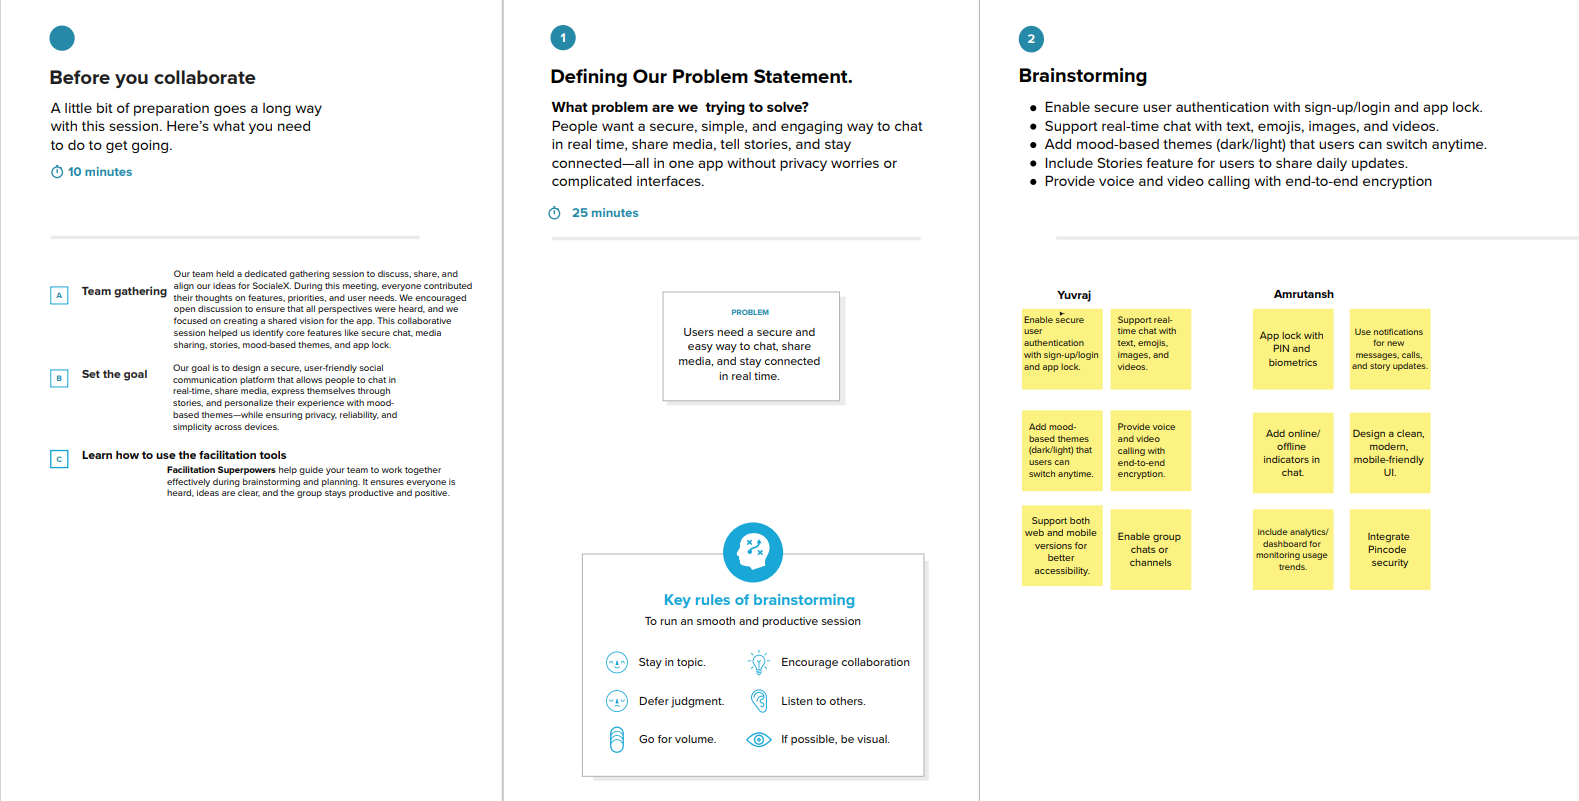 Before you collaborate
A little bit of preparation goes a long way
with this session. Here's what you need
to do to get going.
10 minutes
A
Team gathering
Our team held a dedicated gathering session to discuss, share, and
align our ideas for SocialeX. During this meeting, everyone contributed
their thoughts on features, priorities, and user needs. We encouraged
open discussion to ensure that all perspectives were heard, and we
focused on creating a shared vision for the app. This collaborative
session helped us identify core features like secure chat, media
sharing, stories, mood-based themes, and app lock.
B
Set the goal
Our goal is to design a secure, user-friendly social
communication platform that allows people to chat in
real-time, share media, express themselves through
stories, and personalize their experience with mood-
based themes—while ensuring privacy, reliability, and
simplicity across devices.
C
Learn how to use the facilitation tools
Facilitation Superpowers help guide your team to work together
effectively during brainstorming and planning. It ensures everyone is
heard, ideas are clear, and the group stays productive and positive.
1
Defining Our Problem Statement.
What problem are we  trying to solve?
People want a secure, simple, and engaging way to chat
in real time, share media, tell stories, and stay
connected—all in one app without privacy worries or
complicated interfaces.
25 minutes
PROBLEM
Users need a secure and
easy way to chat, share
media, and stay connected
in real time.
Key rules of brainstorming
To run an smooth and productive session
Stay in topic.
Encourage collaboration
Defer judgment.
Listen to others.
Go for volume.
If possible, be visual.
2
Brainstorming
● Enable secure user authentication with sign-up/login and app lock.
● Support real-time chat with text, emojis, images, and videos.
● Add mood-based themes (dark/light) that users can switch anytime.
● Include Stories feature for users to share daily updates.
● Provide voice and video calling with end-to-end encryption
Yuvraj
Enable secure
user
authentication
with sign-up/login
and app lock.
Support real-
time chat with
text, emojis,
images, and
videos.
Add mood-
based themes
(dark/light) that
users can
switch anytime.
Provide voice
and video
calling with
end-to-end
encryption.
Support both
web and mobile
versions for
better
accessibility.
Enable group
chats or
channels
Amrutansh
App lock with
PIN and
biometrics
Use notifications
for new
messages, calls,
and story updates.
Add online/
offline
indicators in
chat.
Design a clean,
modern,
mobile-friendly
UI.
include analytics/
dashboard for
monitoring usage
trends.
Integrate
Pincode
security